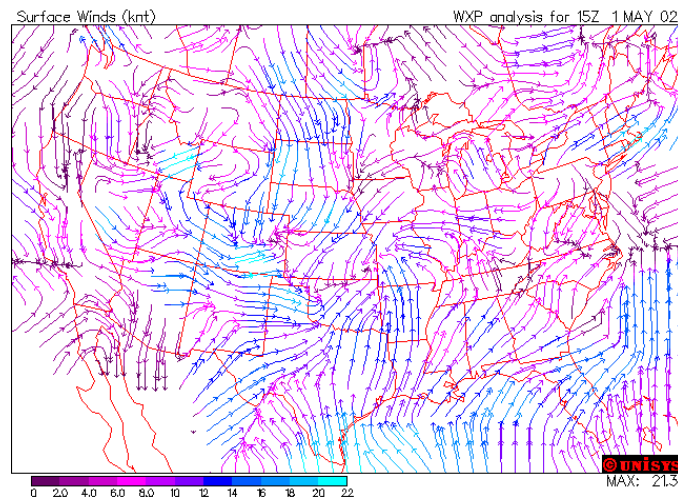 Surface Winds (knt) WXP analysis for 15Z 1 MAY 02
© UNISYS
0 2.0 4.0 6.0 8.0 10 12 14 16 18 20 22
MAX: 21.3